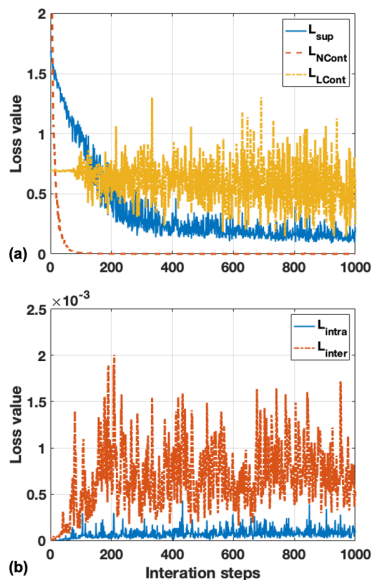 2
1.5
1
0.5
0
Loss value
L_sup
L_NCont
L_LCont
0 200 400 600 800 1000
(a)
×10^-3
2.5
2
1.5
1
0.5
0
Loss value
L_intra
L_inter
0 200 400 600 800 1000
(b)
Interation steps